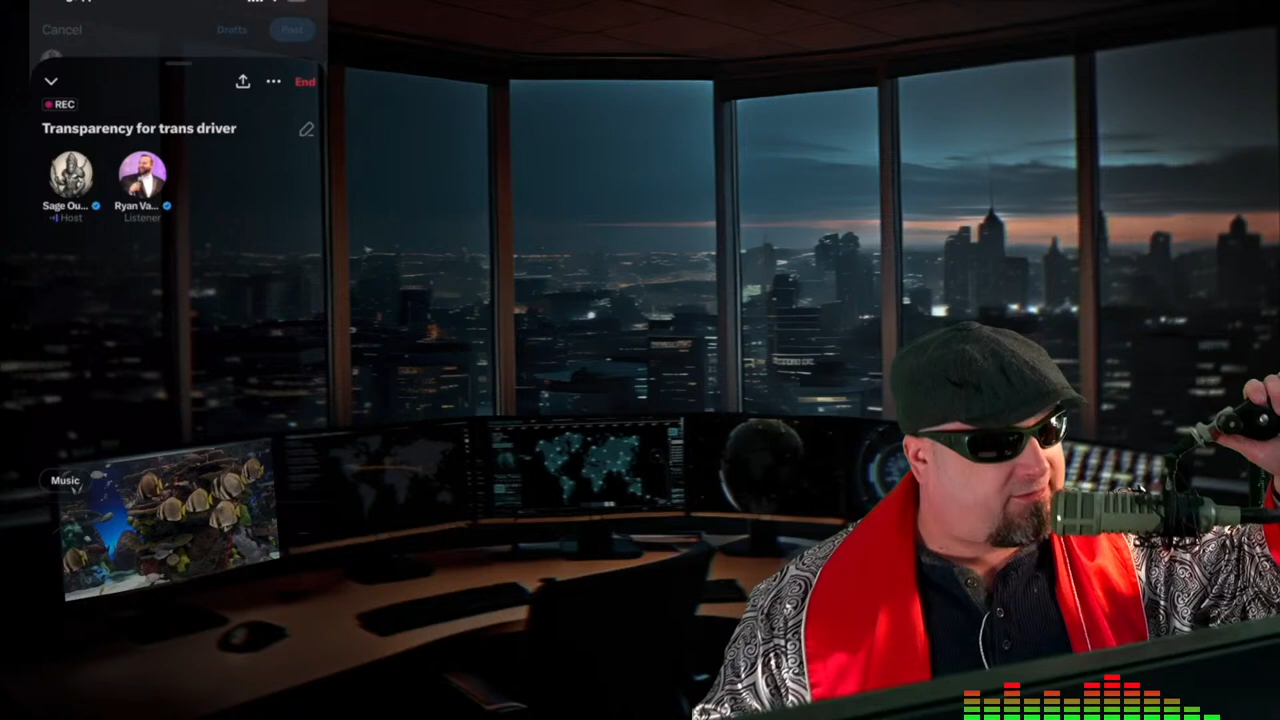 Cancel
Drafts
Post
End
REC
Transparency for trans driver
Sage Ou... Ryan Va...
Host Listener
Music